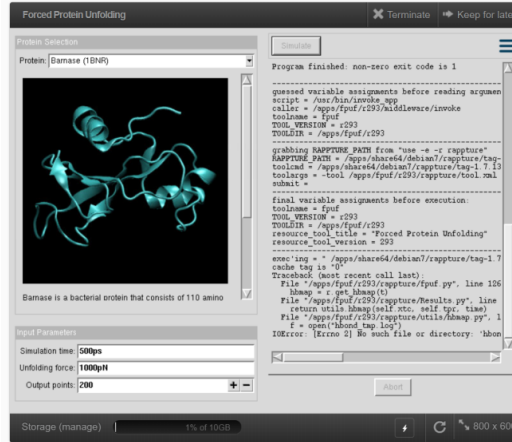 Forced Protein Unfolding
Terminate
Keep for late
Protein Selection
Protein: Barnase (1BNR)
Barnase is a bacterial protein that consists of 110 amino
Input Parameters
Simulation time: 500ps
Unfolding force: 1000pN
Output points: 200
Simulate
Program finished: non-zero exit code is 1
guessed variable assignments before reading argumen
script = /usr/bin/invoke_app
caller = /apps/fpuf/r293/middleware/invoke
toolname = fpuf
TOOL_VERSION = r293
TOOLDIR = /apps/fpuf/r293
grabbing RAPPTURE_PATH from "use -e -r rappture"
RAPPTURE_PATH = /apps/share64/debian7/rappture/tag-
toolcmd = /apps/share64/debian7/rappture/tag-1.7.13
toolargs = -tool /apps/fpuf/r293/rappture/tool.xml
submit =
final variable assignments before execution:
toolname = fpuf
TOOL_VERSION = r293
TOOLDIR = /apps/fpuf/r293
resource_tool_title = "Forced Protein Unfolding"
resource_tool_version = 293
exec'ing = " /apps/share64/debian7/rappture/tag-1.7
cache tag is "0"
Traceback (most recent call last):
File "/apps/fpuf/r293/rappture/fpuf.py", line 126
hbmap = r.get_hbmap(t)
File "/apps/fpuf/r293/rappture/Results.py", line
return utils.hbmap(self.xtc, self.tpr, time)
File "/apps/fpuf/r293/rappture/utils/hbmap.py", l
f = open("hbond_tmp.log")
IOError: [Errno 2] No such file or directory: 'hbon
Abort
Storage (manage)
1% of 10GB
800 x 600